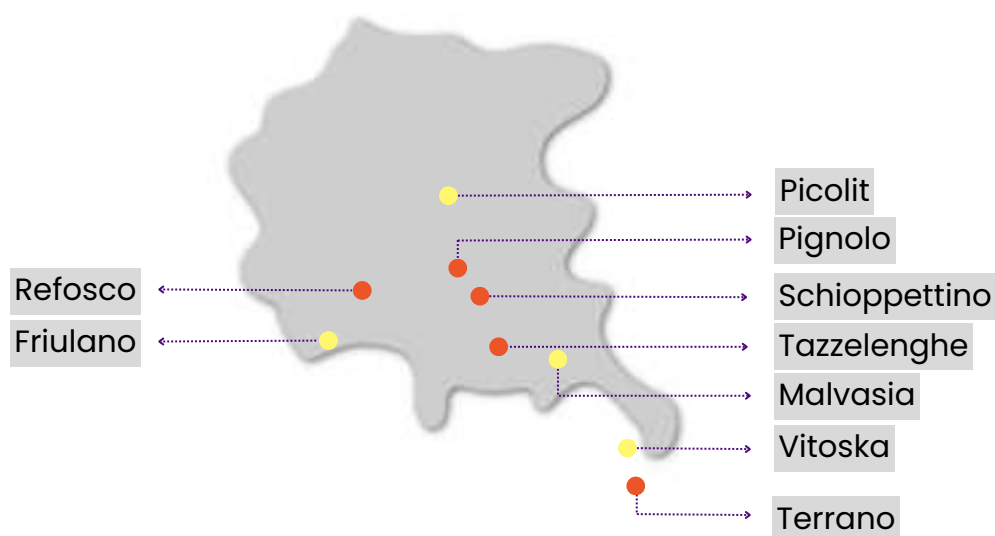 Picolit
Pignolo
Refosco
Schioppettino
Friulano
Tazzelenghe
Malvasia
Vitoska
Terrano